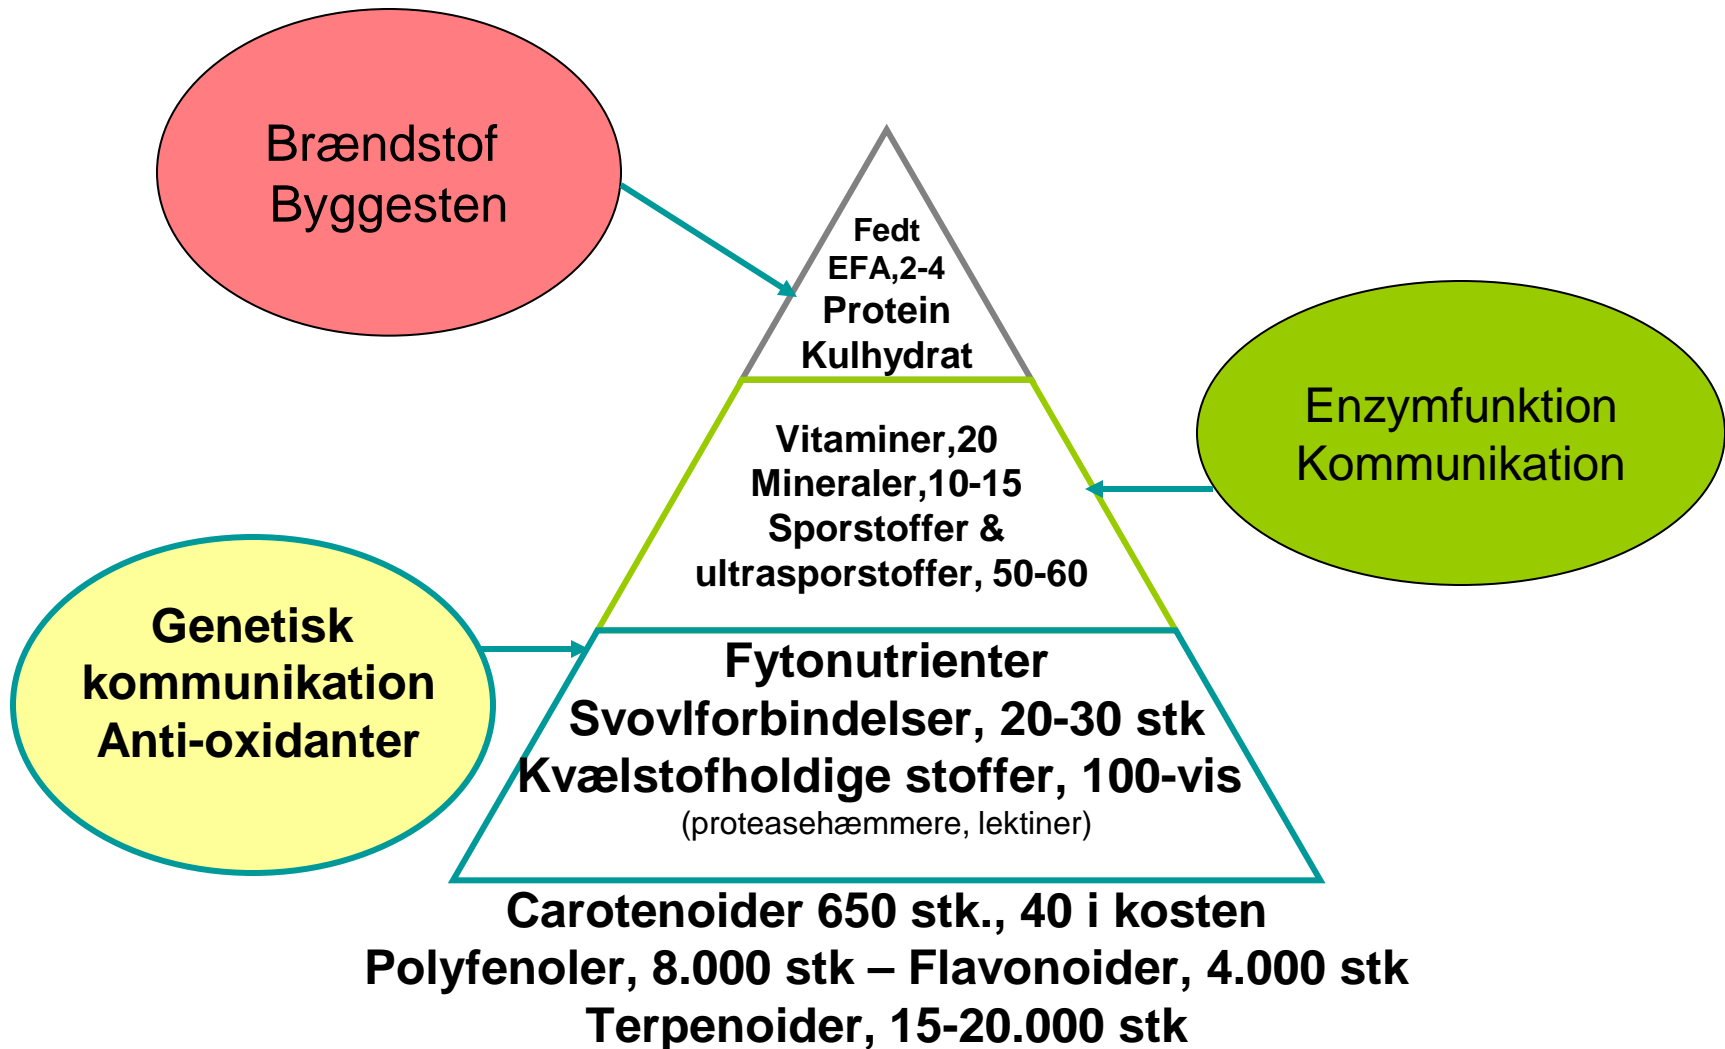 Brændstof
Byggesten
Fedt
EFA,2-4
Protein
Kulhydrat
Enzymfunktion
Kommunikation
Vitaminer,20
Mineraler,10-15
Sporstoffer &
ultrasporstoffer, 50-60
Genetisk
kommunikation
Anti-oxidanter
Fytonutrienter
Svovlforbindelser, 20-30 stk
Kvælstofholdige stoffer, 100-vis
(proteasehæmmere, lektiner)
Carotenoider 650 stk., 40 i kosten
Polyfenoler, 8.000 stk – Flavonoider, 4.000 stk
Terpenoider, 15-20.000 stk